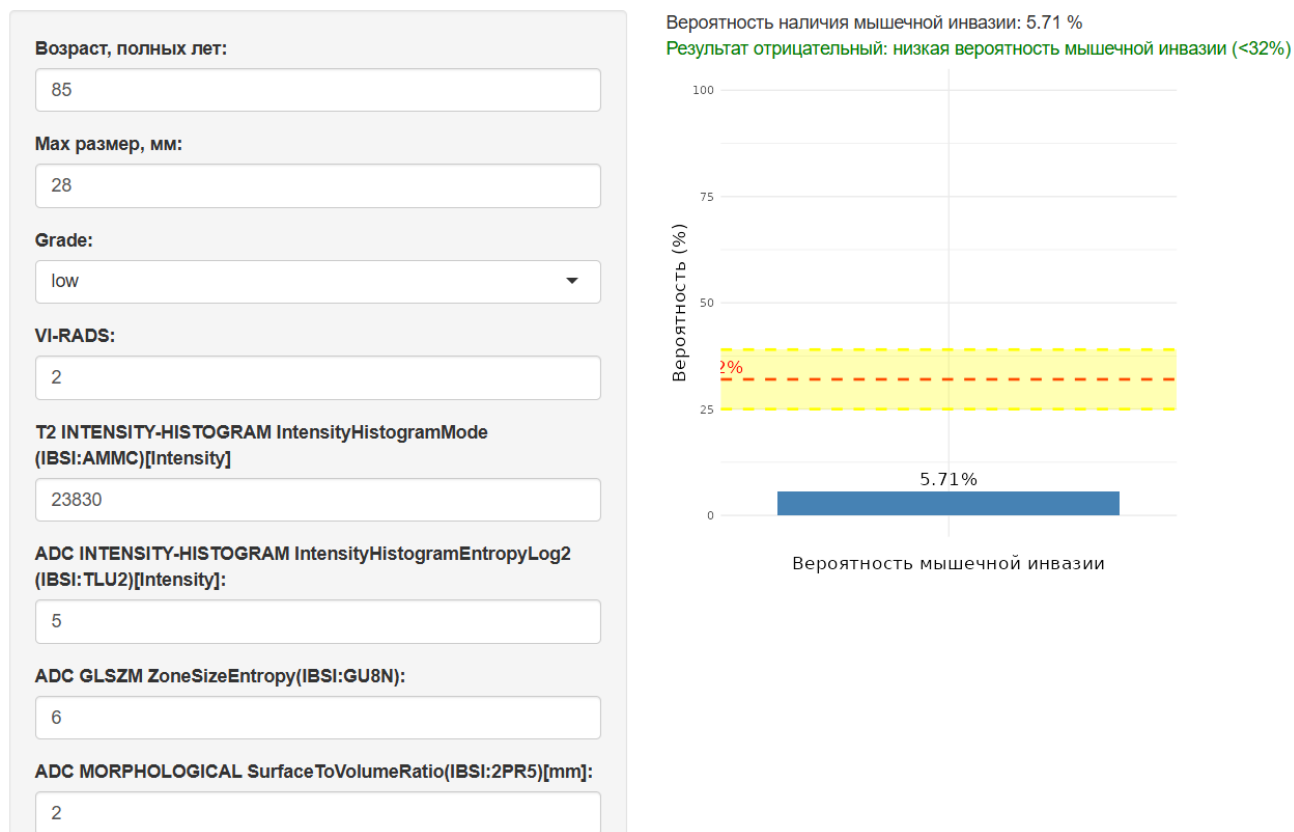 Возраст, полных лет:
85
Max размер, мм:
28
Grade:
low
VI-RADS:
2
T2 INTENSITY-HISTOGRAM IntensityHistogramMode
(IBSI:AMMC)[Intensity]
23830
ADC INTENSITY-HISTOGRAM IntensityHistogramEntropyLog2
(IBSI:TLU2)[Intensity]:
5
ADC GLSZM ZoneSizeEntropy(IBSI:GU8N):
6
ADC MORPHOLOGICAL SurfaceToVolumeRatio(IBSI:2PR5)[mm]:
2
Вероятность наличия мышечной инвазии: 5.71 %
Результат отрицательный: низкая вероятность мышечной инвазии (<32%)
100
75
50
25
0
Вероятность (%)
2%
5.71%
Вероятность мышечной инвазии